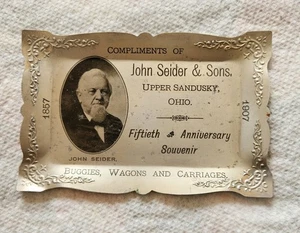 COMPLIMENTS OF
John Seider & Sons.
UPPER SANDUSKY,
OHIO.
1857
1907
Fiftieth Anniversary
Souvenir
JOHN SEIDER.
BUGGIES, WAGONS AND CARRIAGES.